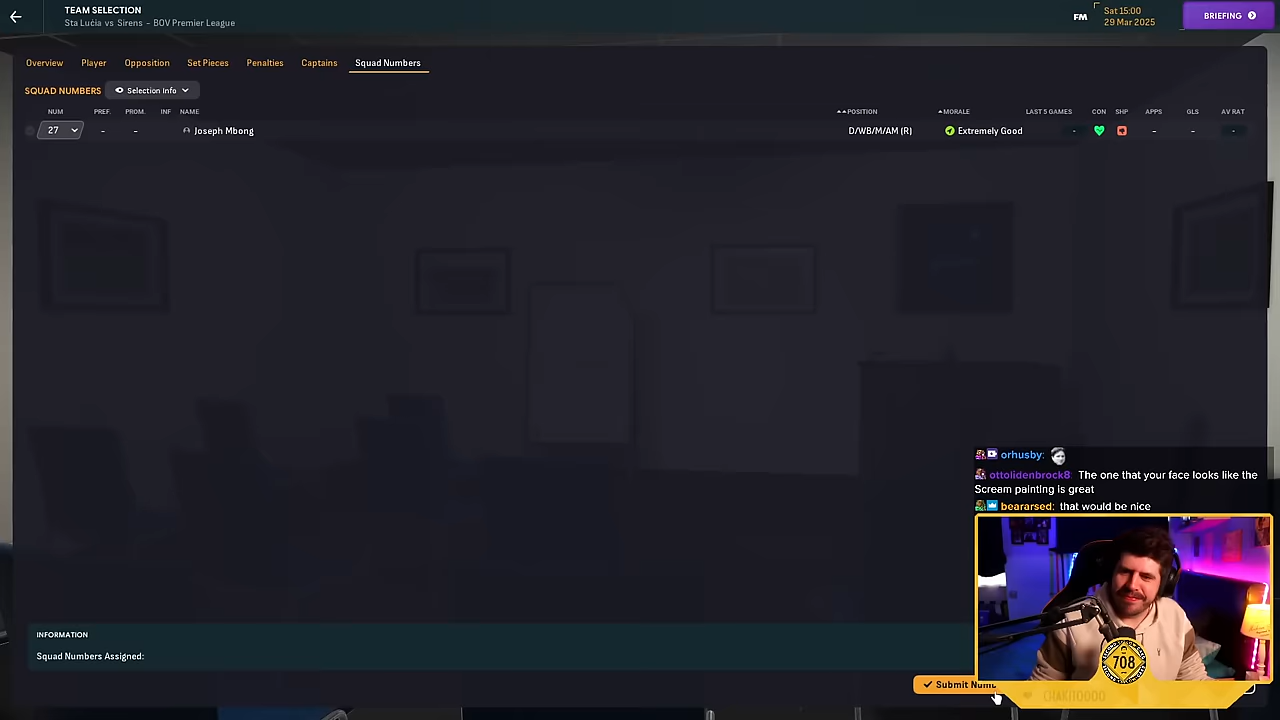 TEAM SELECTION
Sta Lucia vs Sirens - BOV Premier League
FM
Sat 15:00
29 Mar 2025
BRIEFING
Overview
Player
Opposition
Set Pieces
Penalties
Captains
Squad Numbers
SQUAD NUMBERS
Selection Info
NUM PREF. PROM. INF NAME POSITION MORALE LAST 5 GAMES CON SHP APPS GLS AV RAT
27 - - Joseph Mbong D/WB/M/AM (R) Extremely Good - - - -
orhusby:
ottolidenbrock8: The one that your face looks like the
Scream painting is great
beararsed: that would be nice
INFORMATION
Squad Numbers Assigned:
Submit Num
708
CHAKITOOOO